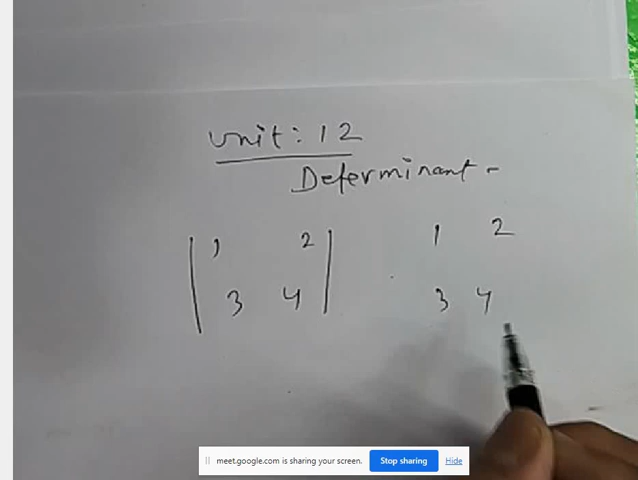 Unit: 12
Determinant -
| 1 2 | 1 2
| 3 4 | 3 4
meet.google.com is sharing your screen. Stop sharing Hide